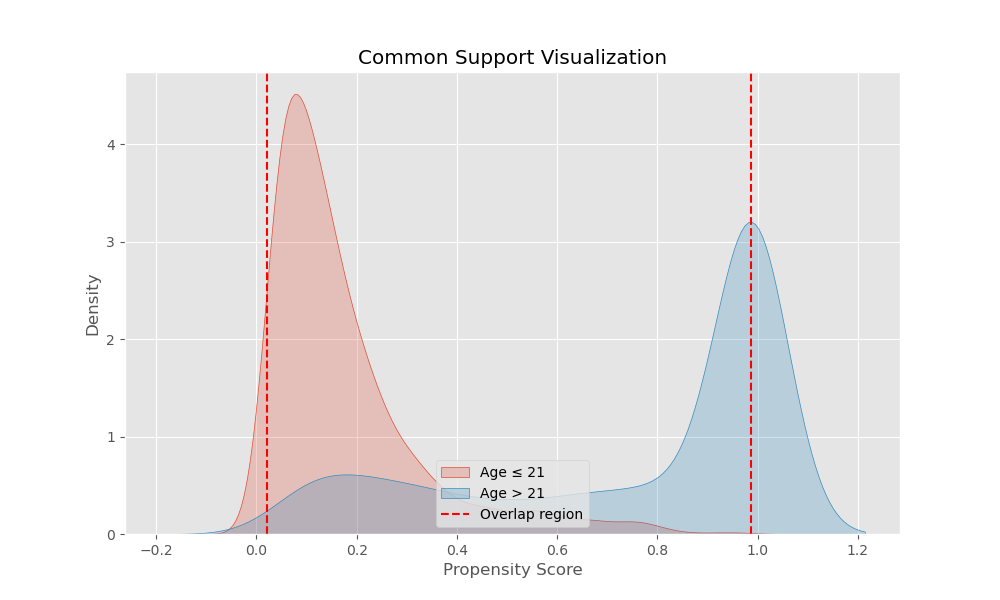 Common Support Visualization
Density
4
3
2
1
0
Age ≤ 21
Age > 21
Overlap region
−0.2 0.0 0.2 0.4 0.6 0.8 1.0 1.2
Propensity Score